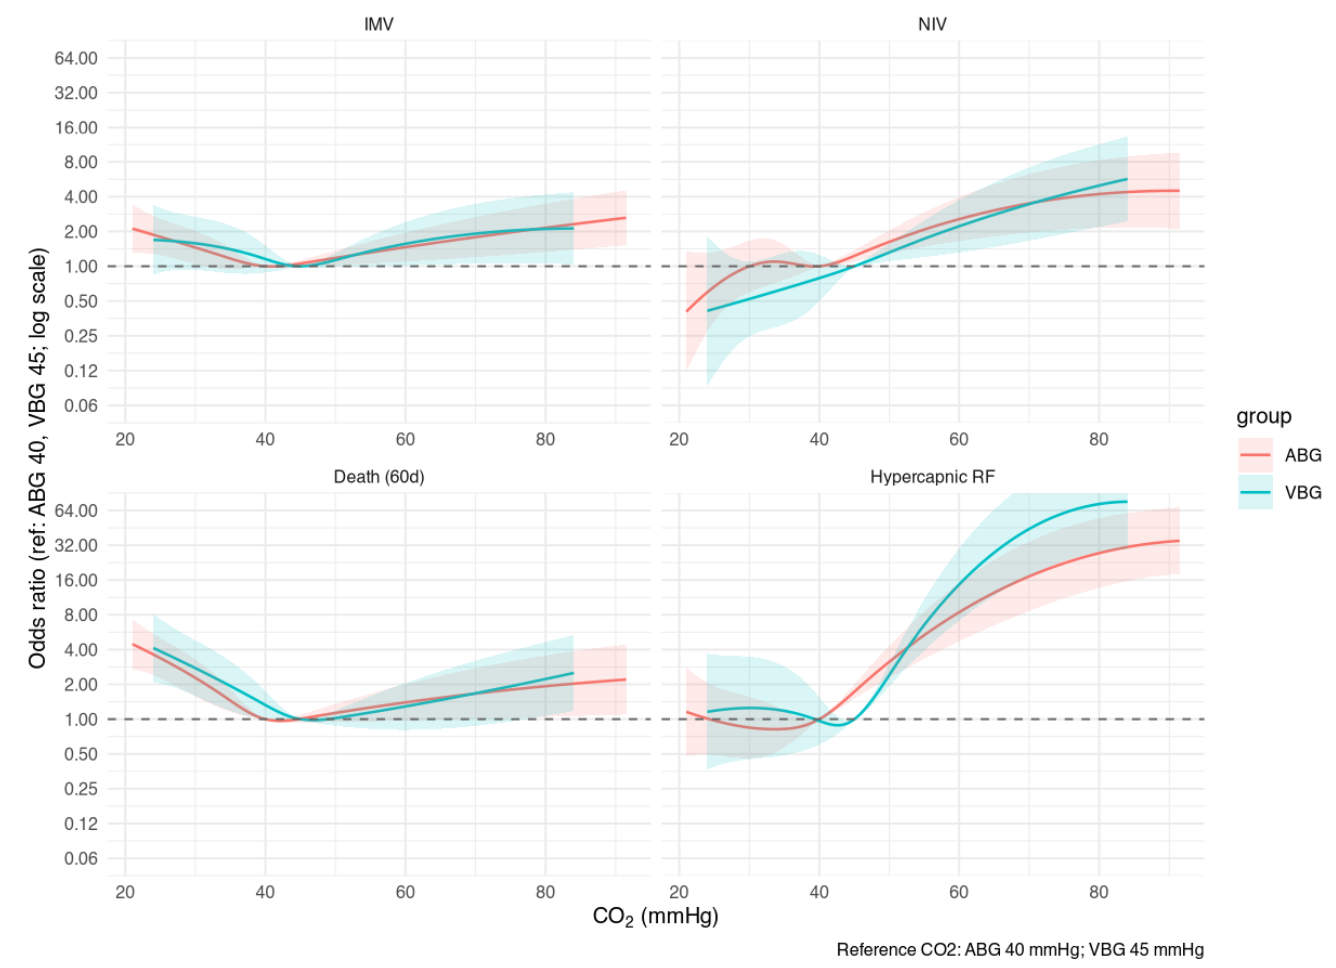 IMV
NIV
64.00
32.00
16.00
8.00
4.00
2.00
1.00
0.50
0.25
0.12
0.06
20 40 60 80
20 40 60 80
Death (60d)
Hypercapnic RF
64.00
32.00
16.00
8.00
4.00
2.00
1.00
0.50
0.25
0.12
0.06
20 40 60 80
20 40 60 80
Odds ratio (ref: ABG 40, VBG 45; log scale)
CO₂ (mmHg)
group
ABG
VBG
Reference CO2: ABG 40 mmHg; VBG 45 mmHg